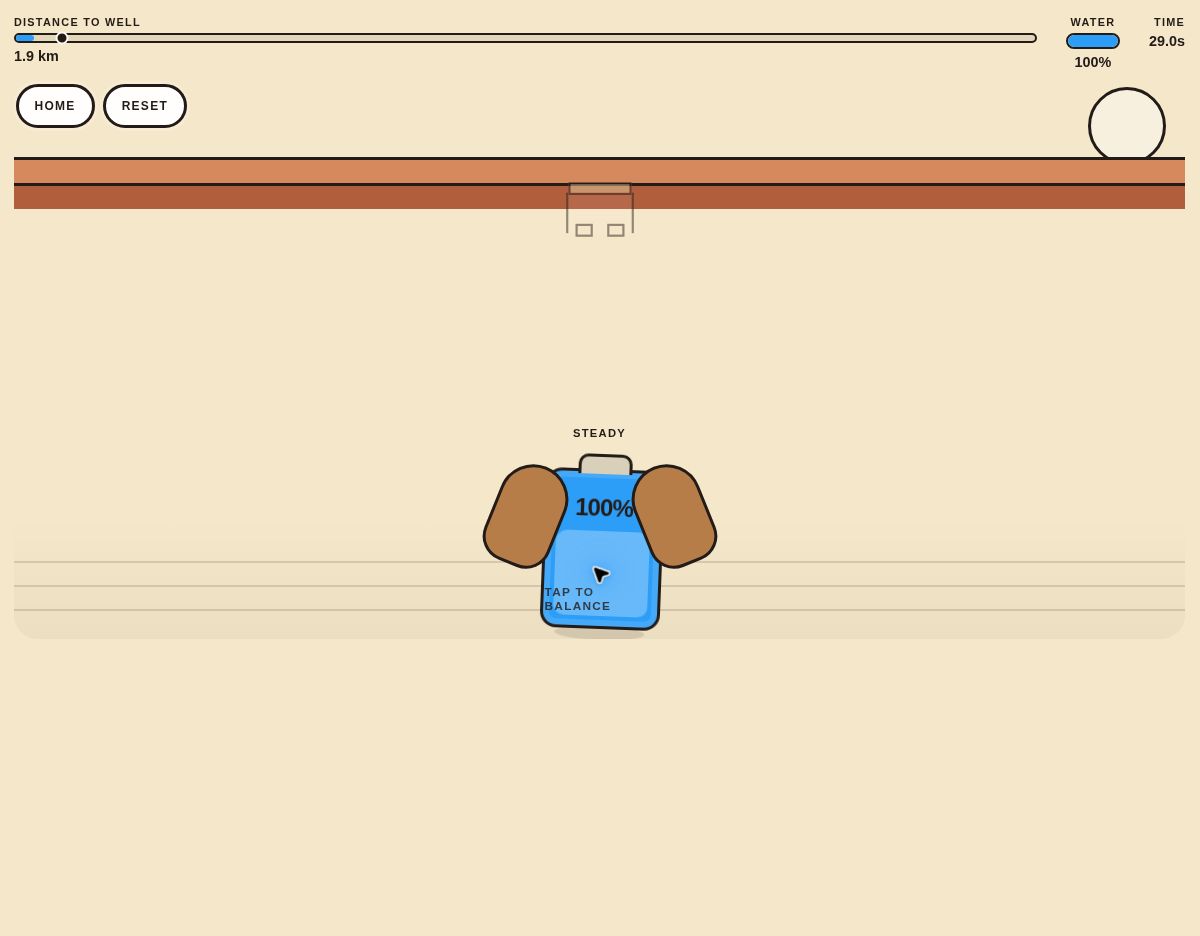 DISTANCE TO WELL
1.9 km
WATER
100%
TIME
29.0s
HOME
RESET
STEADY
100%
TAP TO
BALANCE